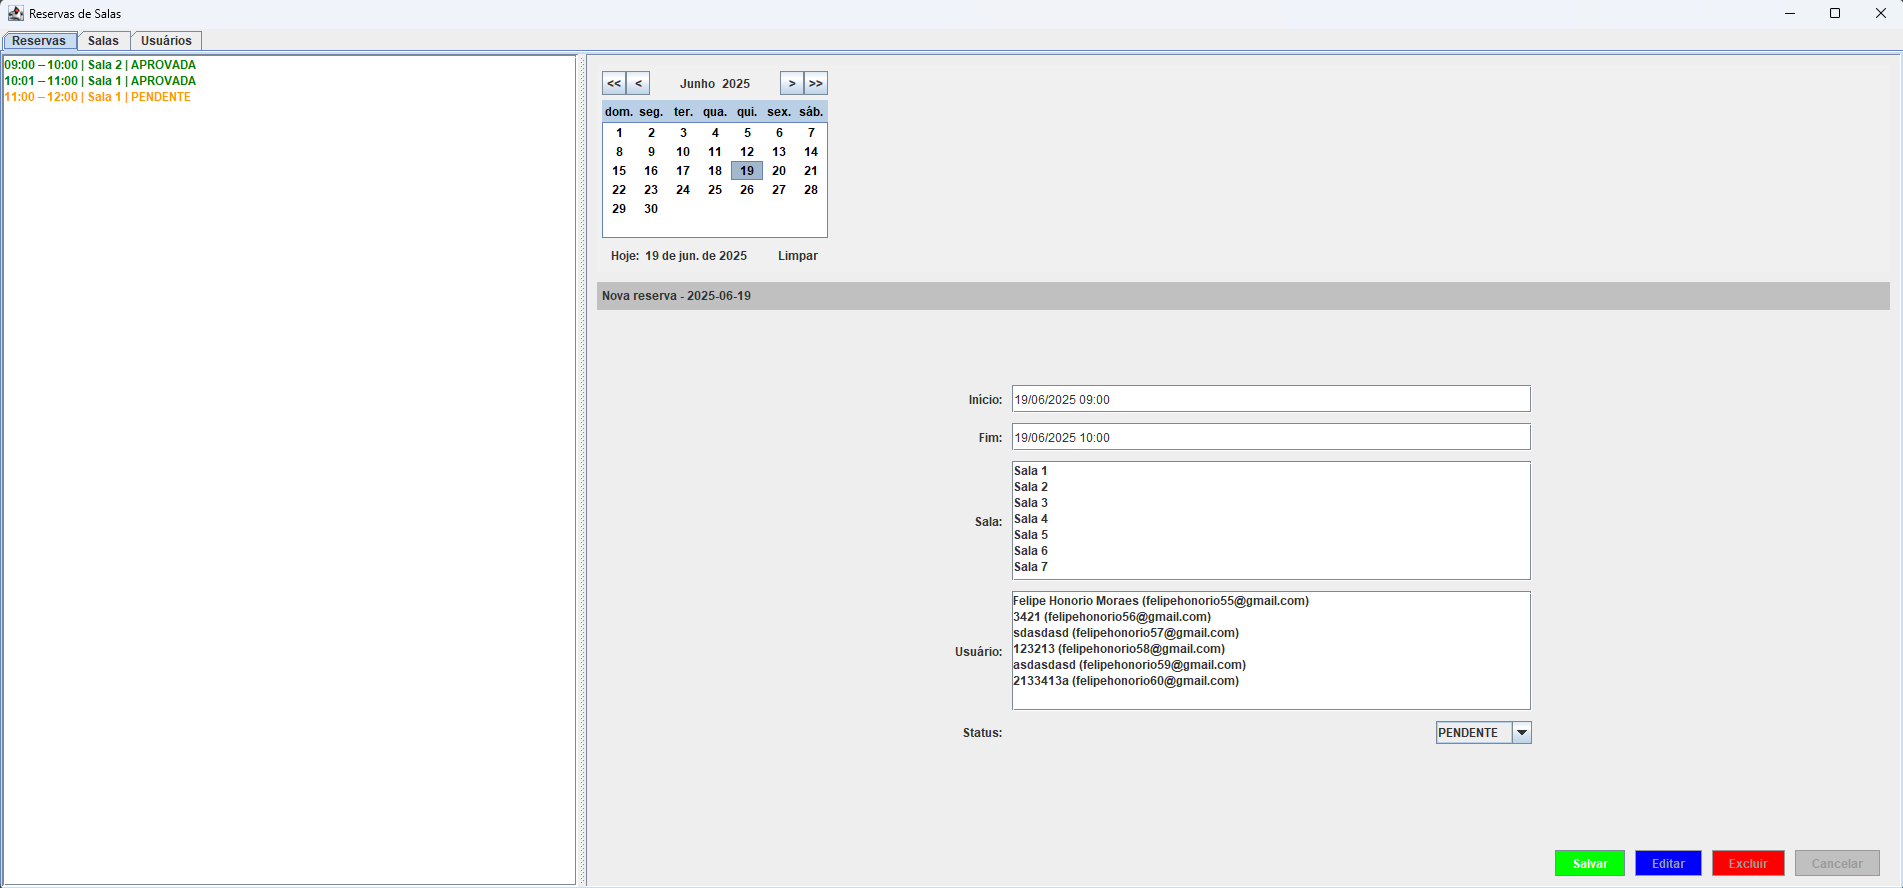 Reservas de Salas
Reservas Salas Usuários
09:00 – 10:00 | Sala 2 | APROVADA
10:01 – 11:00 | Sala 1 | APROVADA
11:00 – 12:00 | Sala 1 | PENDENTE
<< < Junho 2025 > >>
dom. seg. ter. qua. qui. sex. sáb.
1 2 3 4 5 6 7
8 9 10 11 12 13 14
15 16 17 18 19 20 21
22 23 24 25 26 27 28
29 30
Hoje: 19 de jun. de 2025 Limpar
Nova reserva - 2025-06-19
Início: 19/06/2025 09:00
Fim: 19/06/2025 10:00
Sala:
Sala 1
Sala 2
Sala 3
Sala 4
Sala 5
Sala 6
Sala 7
Usuário:
Felipe Honorio Moraes (felipehonorio55@gmail.com)
3421 (felipehonorio56@gmail.com)
sdasdasd (felipehonorio57@gmail.com)
123213 (felipehonorio58@gmail.com)
asdasdasd (felipehonorio59@gmail.com)
2133413a (felipehonorio60@gmail.com)
Status: PENDENTE
Salvar Editar Excluir Cancelar